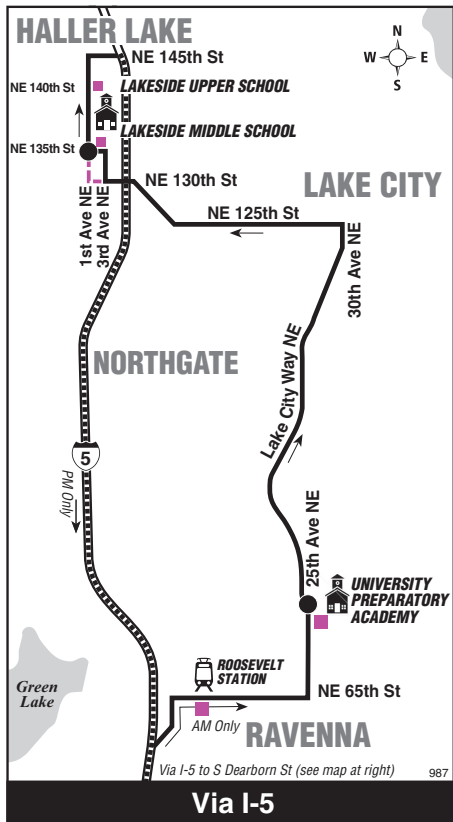 HALLER LAKE
N
W E
S
NE 145th St
NE 140th St
LAKESIDE UPPER SCHOOL
LAKESIDE MIDDLE SCHOOL
NE 135th St
NE 130th St
LAKE CITY
NE 125th St
1st Ave NE
3rd Ave NE
30th Ave NE
NORTHGATE
Lake City Way NE
5
PM Only
25th Ave NE
UNIVERSITY
PREPARATORY
ACADEMY
ROOSEVELT
STATION
Green
Lake
NE 65th St
AM Only
RAVENNA
Via I-5 to S Dearborn St (see map at right)
987
Via I-5